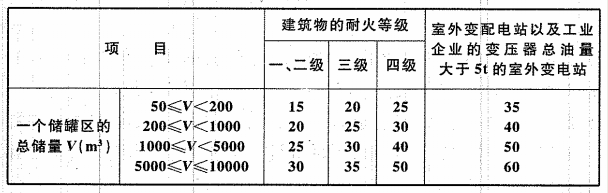 项 目 建筑物的耐火等级 室外变配电站以及工业
企业的变压器总油量
大于 5t 的室外变电站
一、二级 三级 四级
一个储罐区的
总储量 V(m³)
50≤V<200 15 20 25 35
200≤V<1000 20 25 30 40
1000≤V<5000 25 30 40 50
5000≤V≤10000 30 35 50 60